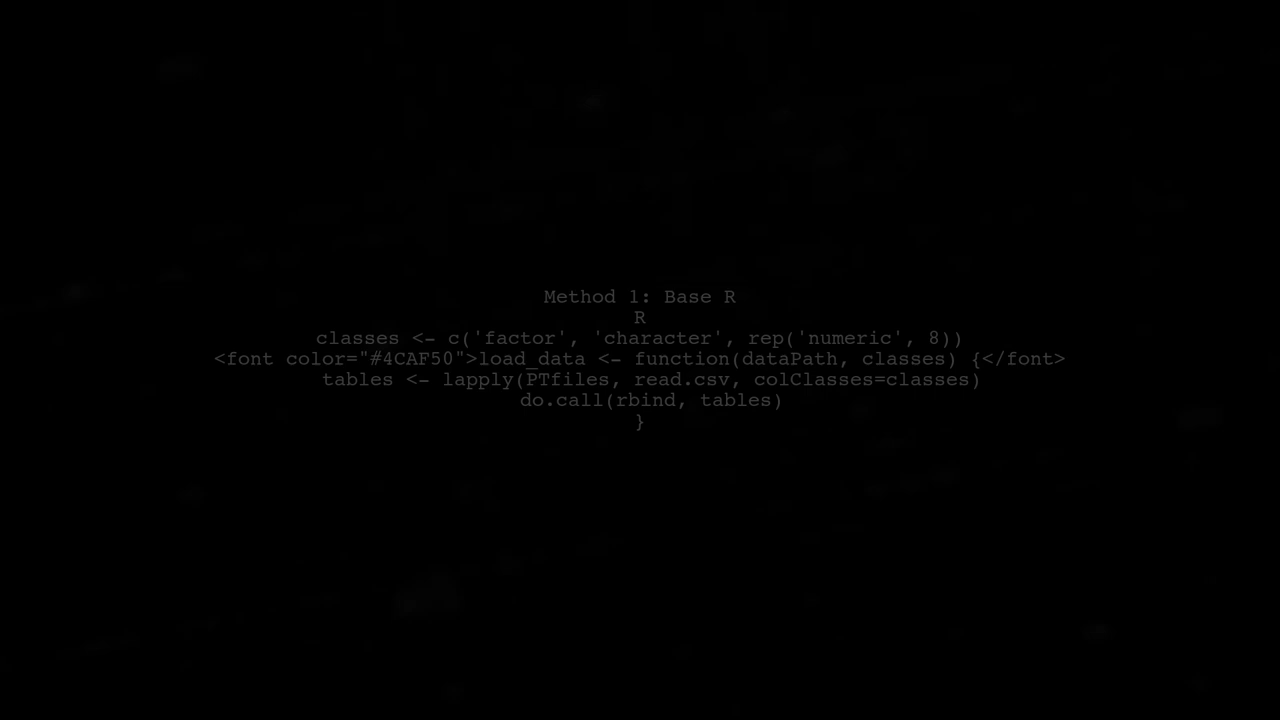 Method 1: Base R
R
classes <- c('factor', 'character', rep('numeric', 8))
<font color="#4CAF50">load_data <- function(dataPath, classes) {</font>
tables <- lapply(PTfiles, read.csv, colClasses=classes)
do.call(rbind, tables)
}